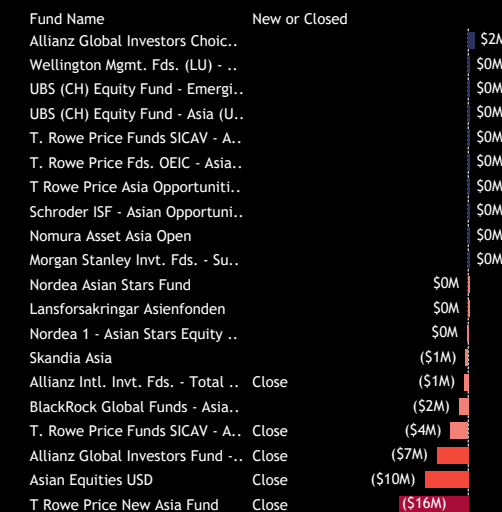 Fund Name New or Closed
Allianz Global Investors Choic.. $2M
Wellington Mgmt. Fds. (LU) - .. $0M
UBS (CH) Equity Fund - Emergi.. $0M
UBS (CH) Equity Fund - Asia (U.. $0M
T. Rowe Price Funds SICAV - A.. $0M
T. Rowe Price Fds. OEIC - Asia.. $0M
T Rowe Price Asia Opportuniti.. $0M
Schroder ISF - Asian Opportuni.. $0M
Nomura Asset Asia Open $0M
Morgan Stanley Invt. Fds. - Su.. $0M
Nordea Asian Stars Fund $0M
Lansforsakringar Asienfonden $0M
Nordea 1 - Asian Stars Equity .. $0M
Skandia Asia ($1M)
Allianz Intl. Invt. Fds. - Total .. Close ($1M)
BlackRock Global Funds - Asia.. ($2M)
T. Rowe Price Funds SICAV - A.. Close ($4M)
Allianz Global Investors Fund -.. Close ($7M)
Asian Equities USD Close ($10M)
T Rowe Price New Asia Fund Close ($16M)